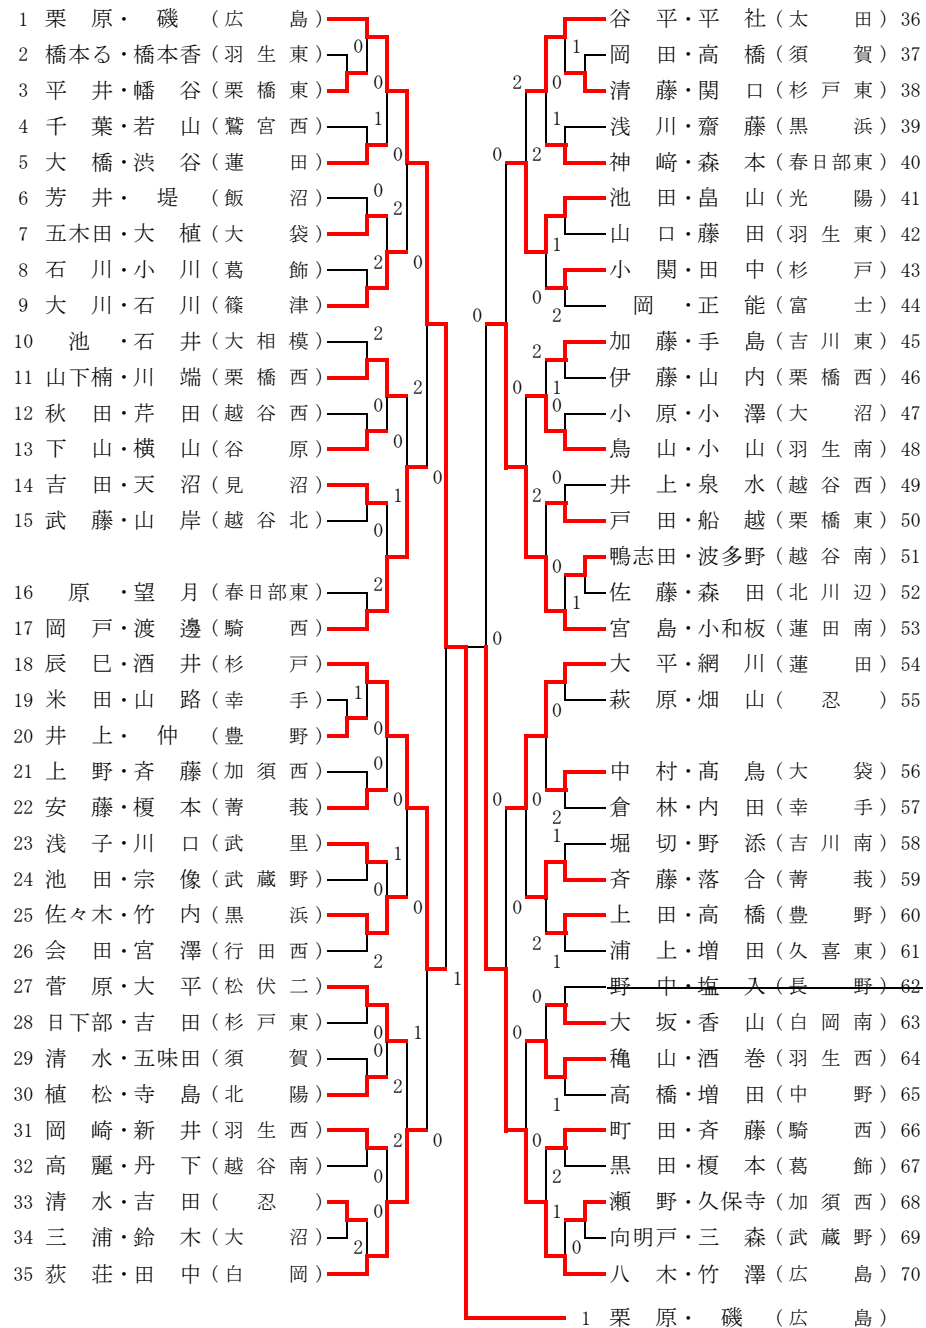 1 栗原・磯(広島)
2 橋本る・橋本香(羽生東)
3 平井・幡谷(栗橋東)
4 千葉・若山(鷲宮西)
5 大橋・渋谷(蓮田)
6 芳井・堤(飯沼)
7 五木田・大植(大袋)
8 石川・小川(葛飾)
9 大川・石川(篠津)
10 池・石井(大相模)
11 山下楠・川端(栗橋西)
12 秋田・芹田(越谷西)
13 下山・横山(谷原)
14 吉田・天沼(見沼)
15 武藤・山岸(越谷北)
16 原・望月(春日部東)
17 岡戸・渡邊(騎西)
18 辰巳・酒井(杉戸)
19 米田・山路(幸手)
20 井上・仲(豊野)
21 上野・斉藤(加須西)
22 安藤・榎本(菁莪)
23 浅子・川口(武里)
24 池田・宗像(武蔵野)
25 佐々木・竹内(黒浜)
26 会田・宮澤(行田西)
27 菅原・大平(松伏二)
28 日下部・吉田(杉戸東)
29 清水・五味田(須賀)
30 植松・寺島(北陽)
31 岡崎・新井(羽生西)
32 高麗・丹下(越谷南)
33 清水・吉田(忍)
34 三浦・鈴木(大沼)
35 荻荘・田中(白岡)
谷平・平社(太田) 36
岡田・高橋(須賀) 37
清藤・関口(杉戸東) 38
浅川・齋藤(黒浜) 39
神﨑・森本(春日部東) 40
池田・畠山(光陽) 41
山口・藤田(羽生東) 42
小関・田中(杉戸) 43
岡・正能(富士) 44
加藤・手島(吉川東) 45
伊藤・山内(栗橋西) 46
小原・小澤(大沼) 47
鳥山・小山(羽生南) 48
井上・泉水(越谷西) 49
戸田・船越(栗橋東) 50
鴨志田・波多野(越谷南) 51
佐藤・森田(北川辺) 52
宮島・小和板(蓮田南) 53
大平・網川(蓮田) 54
萩原・畑山(忍) 55
中村・髙鳥(大袋) 56
倉林・内田(幸手) 57
堀切・野添(吉川南) 58
斉藤・落合(菁莪) 59
上田・高橋(豊野) 60
浦上・増田(久喜東) 61
野中・塩入(長野) 62
大坂・香山(白岡南) 63
穐山・酒巻(羽生西) 64
高橋・増田(中野) 65
町田・斉藤(騎西) 66
黒田・榎本(葛飾) 67
瀬野・久保寺(加須西) 68
向明戸・三森(武蔵野) 69
八木・竹澤(広島) 70
1 栗原・磯(広島)